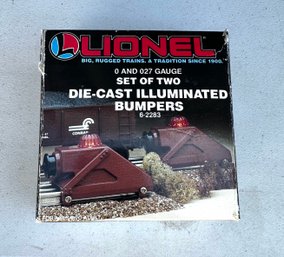 LIONEL
BIG, RUGGED TRAINS, & TRADITION SINCE 1900.
0 AND 027 GAUGE
SET OF TWO
DIE-CAST ILLUMINATED
BUMPERS
6-2283
CONRAIL